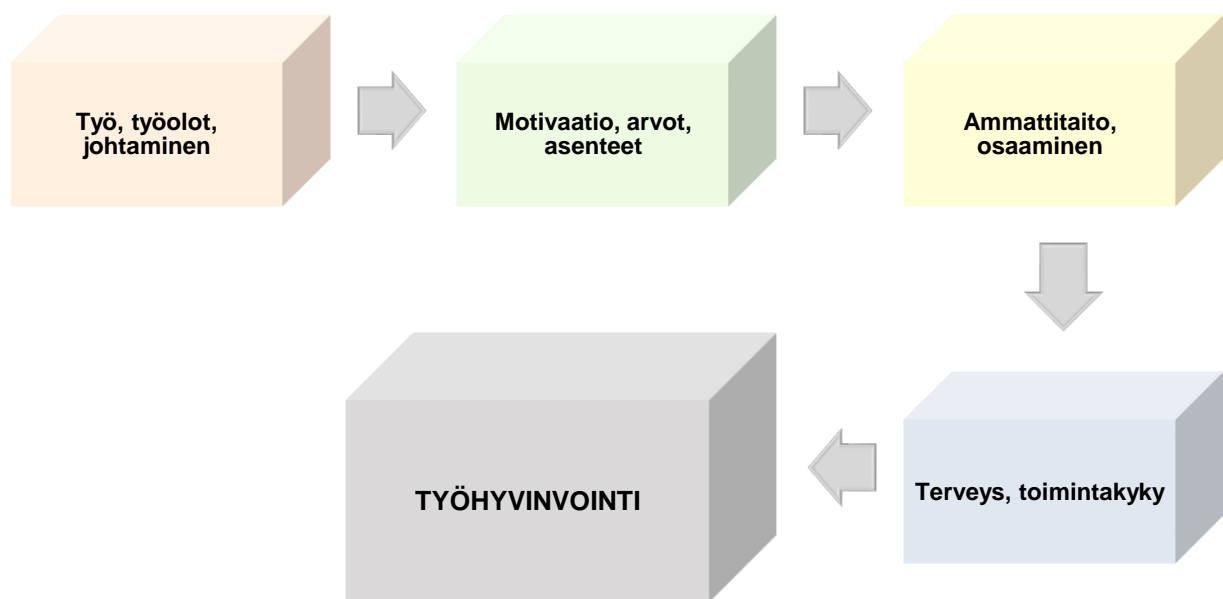 Työ, työolot,
johtaminen
Motivaatio, arvot,
asenteet
Ammattitaito,
osaaminen
Terveys, toimintakyky
TYÖHYVINVOINTI